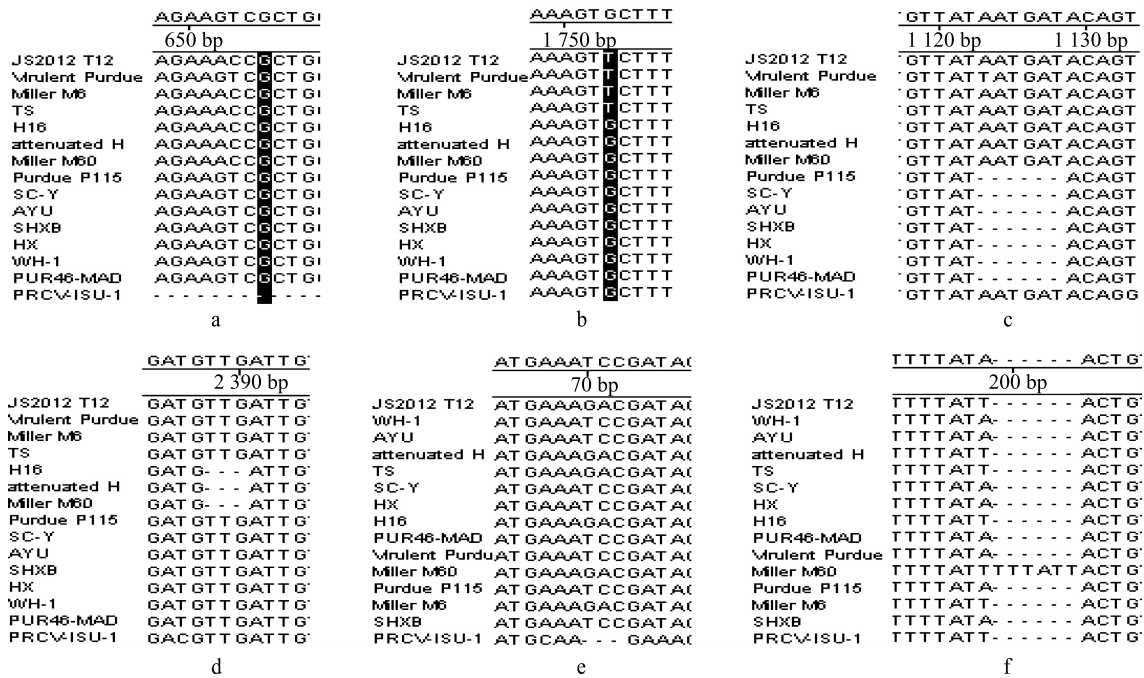 AGAAGTCGCTG
650 bp
JS2012 T12 AGAAACCGCTG
Virulent Purdue AGAAGTCGCTG
Miller M6 AGAAACCGCTG
TS AGAAACCGCTG
H16 AGAAACCGCTG
attenuated H AGAAACCGCTG
Miller M60 AGAAACCGCTG
Purdue P115 AGAAGTCGCTG
SC-Y AGAAGTCGCTG
AYU AGAAGTCGCTG
SHXB AGAAGTCGCTG
HX AGAAGTCGCTG
WH-1 AGAAGTCGCTG
PUR46-MAD AGAAGTCGCTG
PRCV-ISU-1 - - - - - - - - - - -
a
AAAGTGCTTT
1 750 bp
JS2012 T12 AAAGTTCTTT
Virulent Purdue AAAGTTCTTT
Miller M6 AAAGTTCTTT
TS AAAGTTCTTT
H16 AAAGTGCTTT
attenuated H AAAGTGCTTT
Miller M60 AAAGTGCTTT
Purdue P115 AAAGTGCTTT
SC-Y AAAGTGCTTT
AYU AAAGTGCTTT
SHXB AAAGTGCTTT
HX AAAGTGCTTT
WH-1 AAAGTGCTTT
PUR46-MAD AAAGTGCTTT
PRCV-ISU-1 AAAGTGCTTT
b
GTTATAATGATACAGT
1 120 bp 1 130 bp
JS2012 T12 GTTATAATGATACAGT
Virulent Purdue GTTATTATGATACAGT
Miller M6 GTTATAATGATACAGT
TS GTTATAATGATACAGT
H16 GTTATAATGATACAGT
attenuated H GTTATAATGATACAGT
Miller M60 GTTATAATGATACAGT
Purdue P115 GTTAT- - - - - -ACAGT
SC-Y GTTAT- - - - - -ACAGT
AYU GTTAT- - - - - -ACAGT
SHXB GTTAT- - - - - -ACAGT
HX GTTAT- - - - - -ACAGT
WH-1 GTTAT- - - - - -ACAGT
PUR46-MAD GTTAT- - - - - -ACAGT
PRCV-ISU-1 GTTATAATGATACAGG
c
GATGTTGATTG
2 390 bp
JS2012 T12 GATGTTGATTG
Virulent Purdue GATGTTGATTG
Miller M6 GATGTTGATTG
TS GATGTTGATTG
H16 GATG- - -ATTG
attenuated H GATG- - -ATTG
Miller M60 GATG- - -ATTG
Purdue P115 GATGTTGATTG
SC-Y GATGTTGATTG
AYU GATGTTGATTG
SHXB GATGTTGATTG
HX GATGTTGATTG
WH-1 GATGTTGATTG
PUR46-MAD GATGTTGATTG
PRCV-ISU-1 GACGTTGATTG
d
ATGAAATCCGATA
70 bp
JS2012 T12 ATGAAAGACGATA
WH-1 ATGAAATCCGATA
AYU ATGAAATCCGATA
attenuated H ATGAAAGACGATA
TS ATGAAATCCGATA
SC-Y ATGAAATCCGATA
HX ATGAAATCCGATA
H16 ATGAAAGACGATA
PUR46-MAD ATGAAATCCGATA
Virulent Purdu ATGAAATCCGATA
Miller M60 ATGAAAGACGATA
Purdue P115 ATGAAATCCGATA
Miller M6 ATGAAAGACGATA
SHXB ATGAAATCCGATA
PRCV-ISU-1 ATGCAA- - -GAAA
e
TTTTATA- - - - - -ACTG
200 bp
JS2012 T12 TTTTATT- - - - - -ACTG
WH-1 TTTTATA- - - - - -ACTG
AYU TTTTATA- - - - - -ACTG
attenuated H TTTTATT- - - - - -ACTG
TS TTTTATA- - - - - -ACTG
SC-Y TTTTATA- - - - - -ACTG
HX TTTTATA- - - - - -ACTG
H16 TTTTATT- - - - - -ACTG
PUR46-MAD TTTTATA- - - - - -ACTG
Virulent Purdue TTTTATA- - - - - -ACTG
Miller M60 TTTTATTTTTATTACTG
Purdue P115 TTTTATA- - - - - -ACTG
Miller M6 TTTTATT- - - - - -ACTG
SHXB TTTTATA- - - - - -ACTG
PRCV-ISU-1 TTTTATT- - - - - -ACTG
f